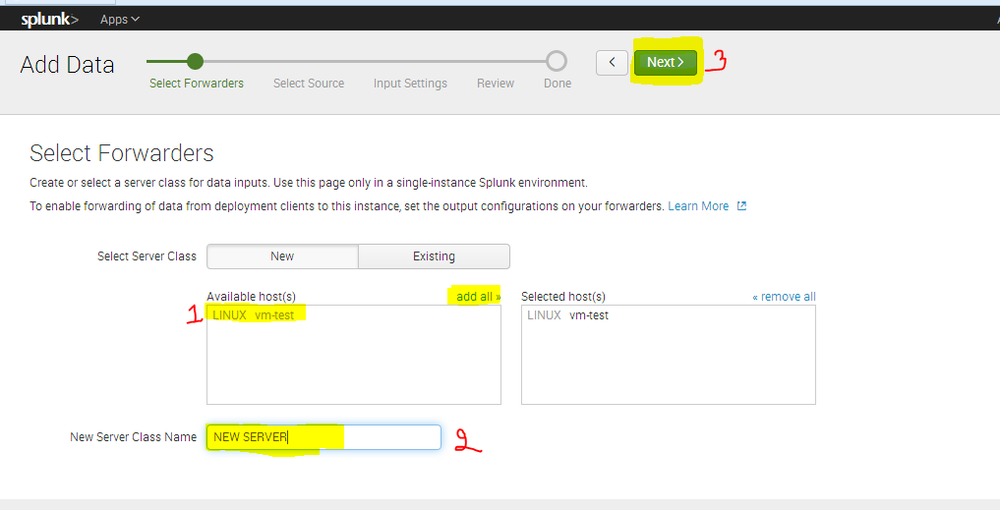 splunk> Apps
Add Data
Select Forwarders Select Source Input Settings Review Done
< Next > 3
Select Forwarders
Create or select a server class for data inputs. Use this page only in a single-instance Splunk environment.
To enable forwarding of data from deployment clients to this instance, set the output configurations on your forwarders. Learn More
Select Server Class New Existing
Available host(s) add all » Selected host(s) « remove all
1 LINUX vm-test LINUX vm-test
New Server Class Name NEW SERVER 2